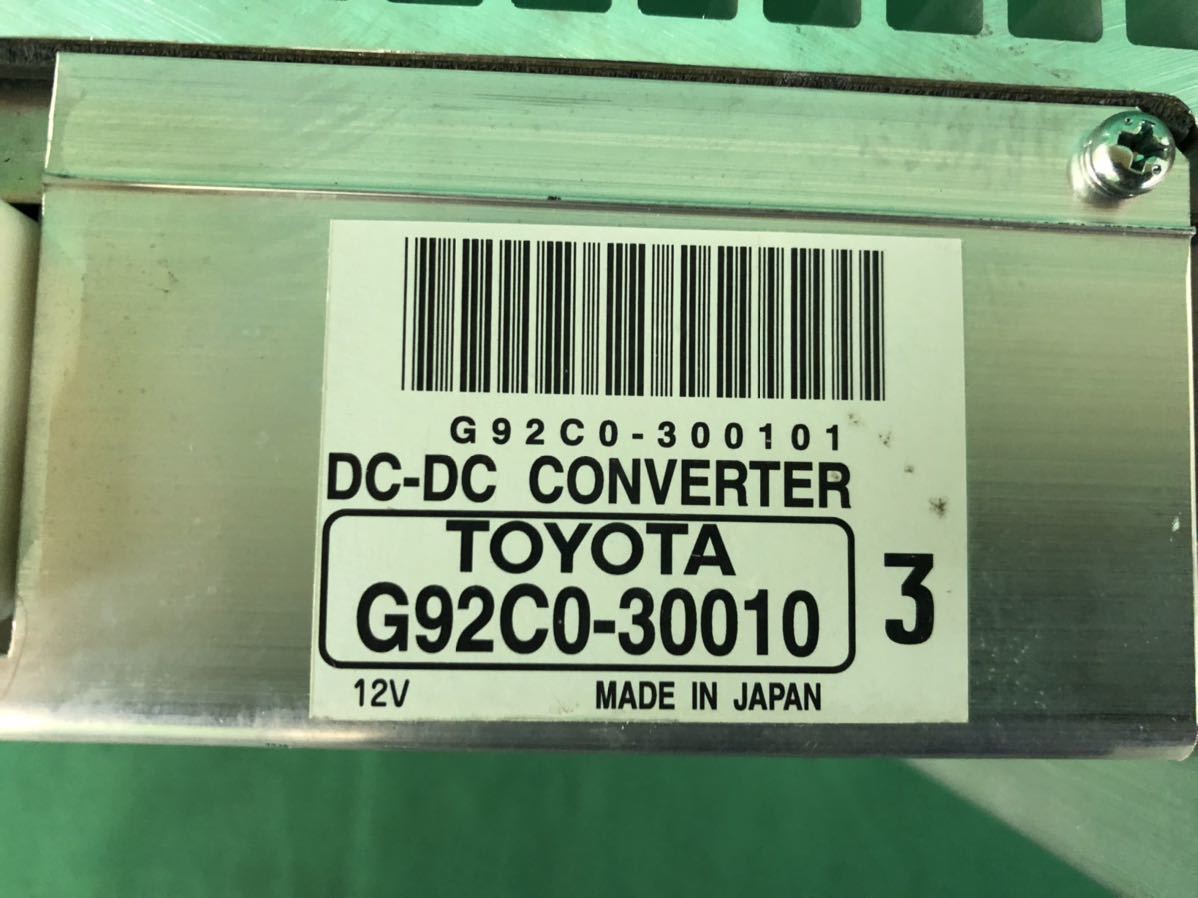 G92C0-300101
DC-DC CONVERTER
TOYOTA
G92C0-30010
3
12V MADE IN JAPAN